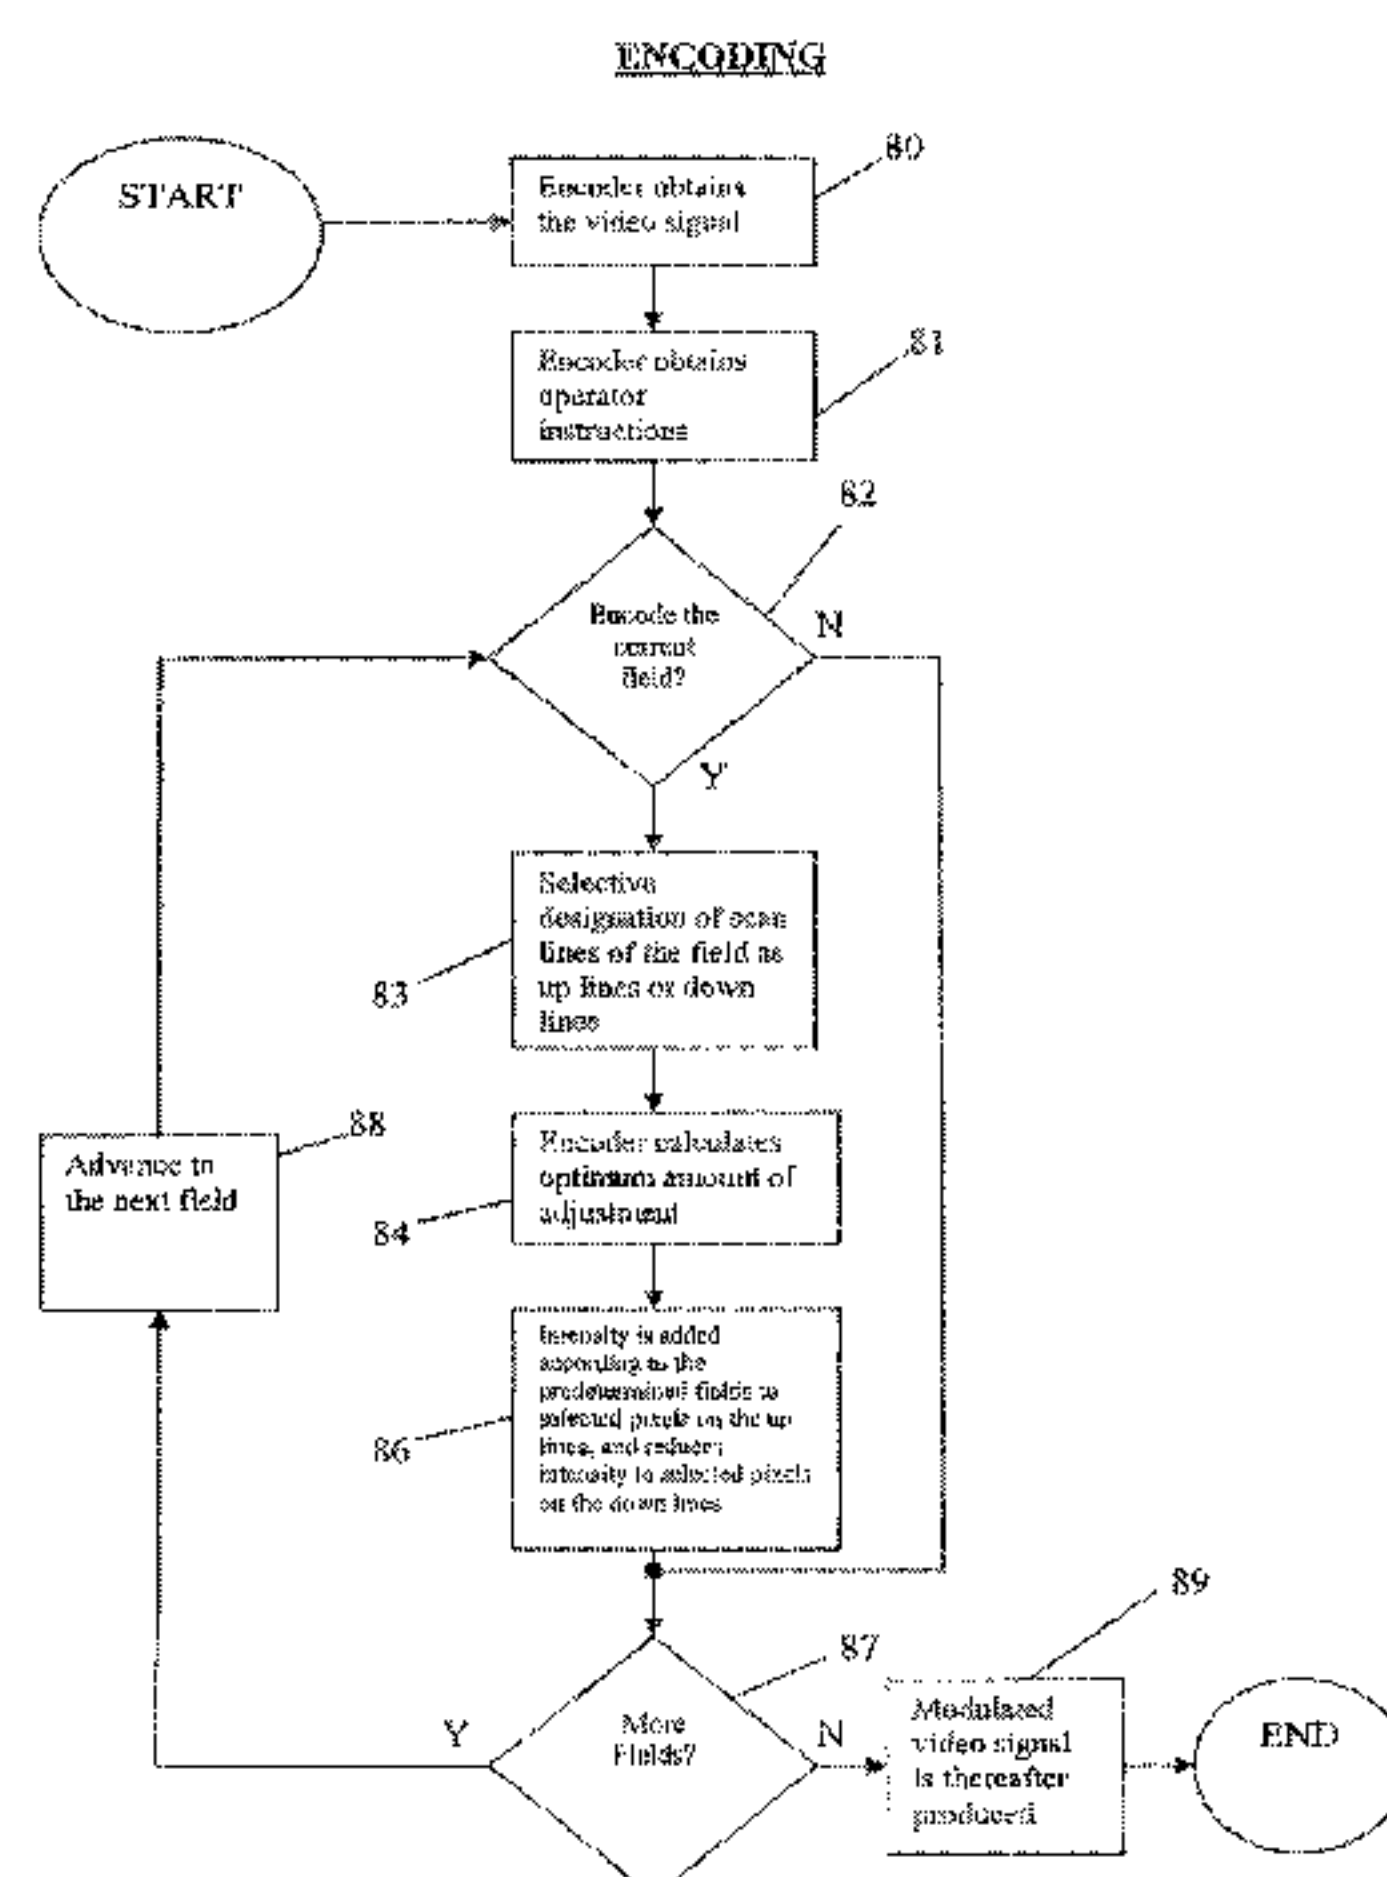 ENCODING
START
80
Encoder obtains
the video signal
81
Encoder obtains
operator
instructions
82
Encode the
current
field?
N
Y
Selective
designation of scan
lines of the field as
up lines or down
lines
83
88
Advance to
the next field
Encoder calculates
optimum amount of
adjustment
84
Intensity is added
according to the
predetermined fields to
selected pixels on the up
lines, and reduces
intensity to selected pixels
on the down lines
86
89
87
Y
More
Fields?
N
Modulated
video signal
is thereafter
produced
END